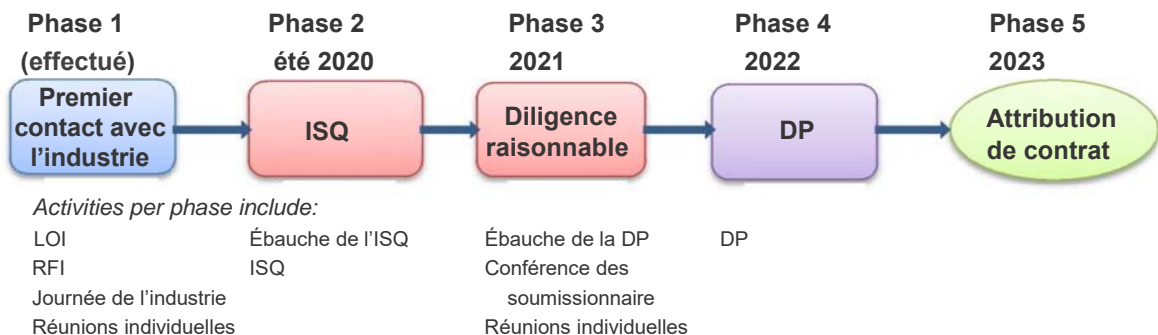 Phase 1
(effectué)
Premier
contact avec
l’industrie
Phase 2
été 2020
ISQ
Phase 3
2021
Diligence
raisonnable
Phase 4
2022
DP
Phase 5
2023
Attribution
de contrat
Activities per phase include:
LOI
RFI
Journée de l’industrie
Réunions individuelles
Ébauche de l’ISQ
ISQ
Ébauche de la DP
Conférence des
soumissionnaire
Réunions individuelles
DP